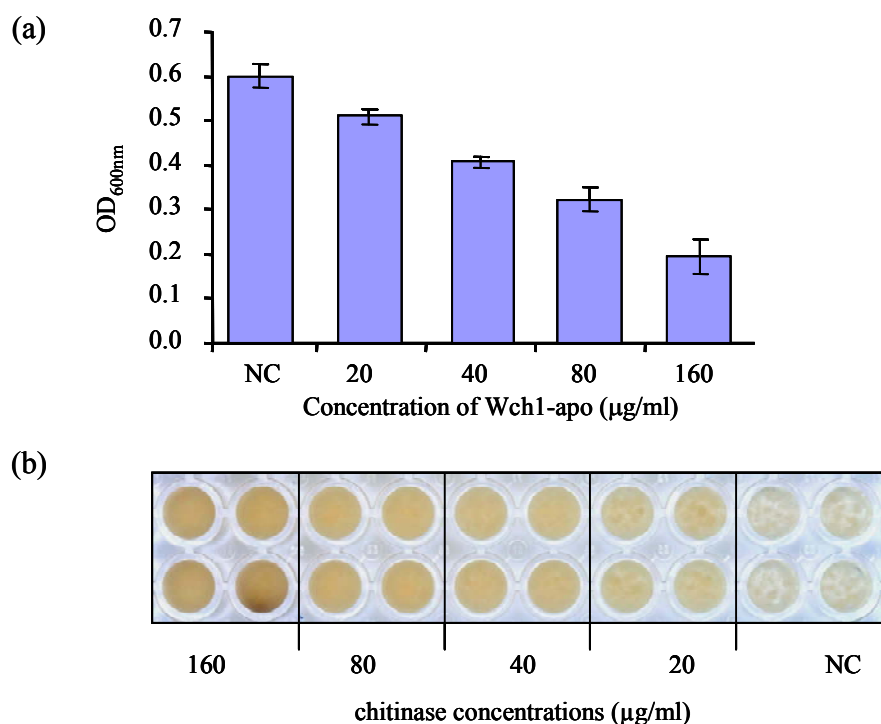 (a)
0.7
0.6
0.5
0.4
0.3
0.2
0.1
0.0
OD600nm
NC 20 40 80 160
Concentration of Wch1-apo (µg/ml)
(b)
160 80 40 20 NC
chitinase concentrations (µg/ml)